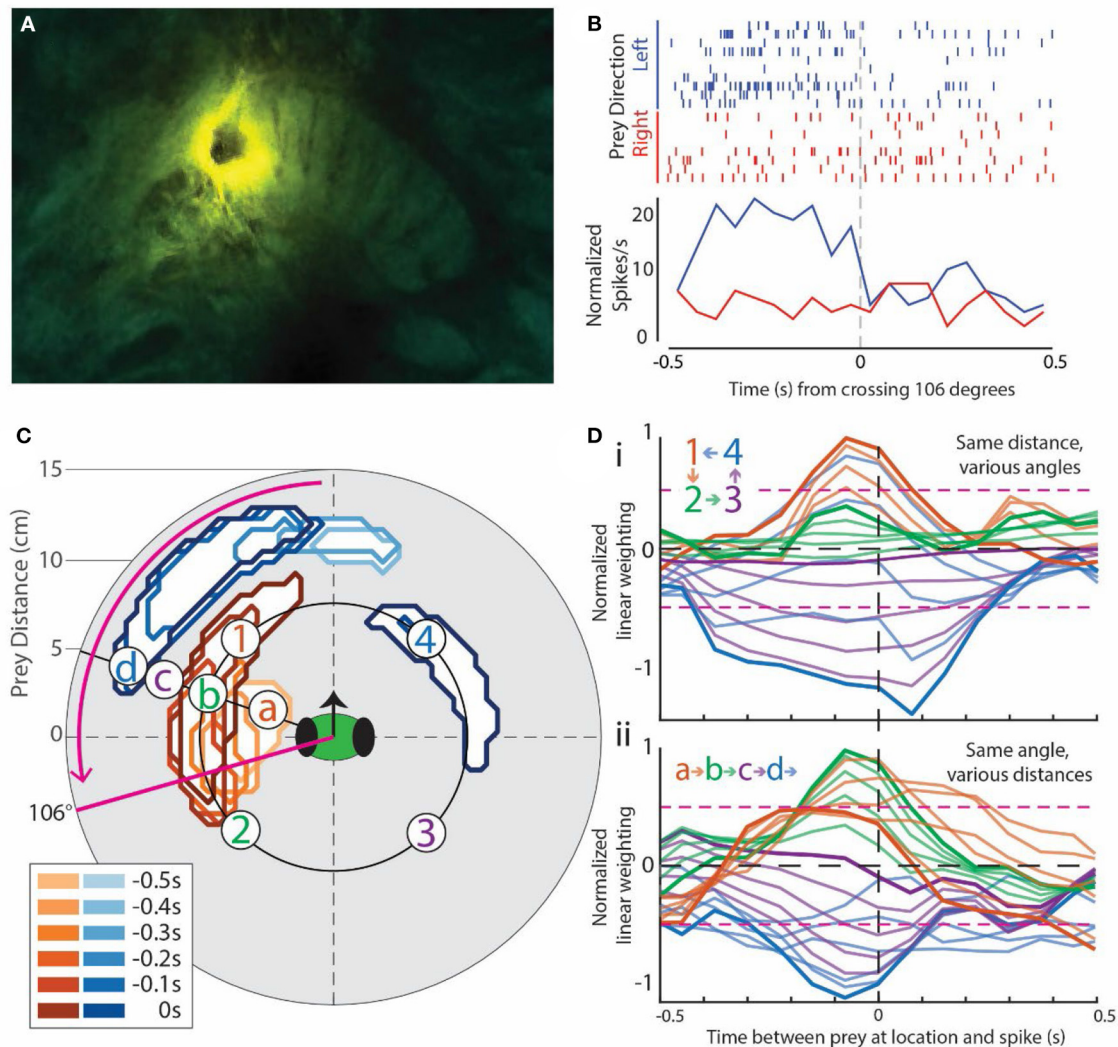 A
B
Prey Direction
Left
Right
Normalized
Spikes/s
20
10
0
-0.5
0
0.5
Time (s) from crossing 106 degrees
C
Prey Distance (cm)
15
10
5
0
106°
d
c
b
a
1
4
2
3
-0.5s
-0.4s
-0.3s
-0.2s
-0.1s
0s
D
i
Normalized
linear weighting
1
0
-1
1 4
2 3
Same distance,
various angles
ii
Normalized
linear weighting
1
0
-1
a b c d
Same angle,
various distances
-0.5
0
0.5
Time between prey at location and spike (s)